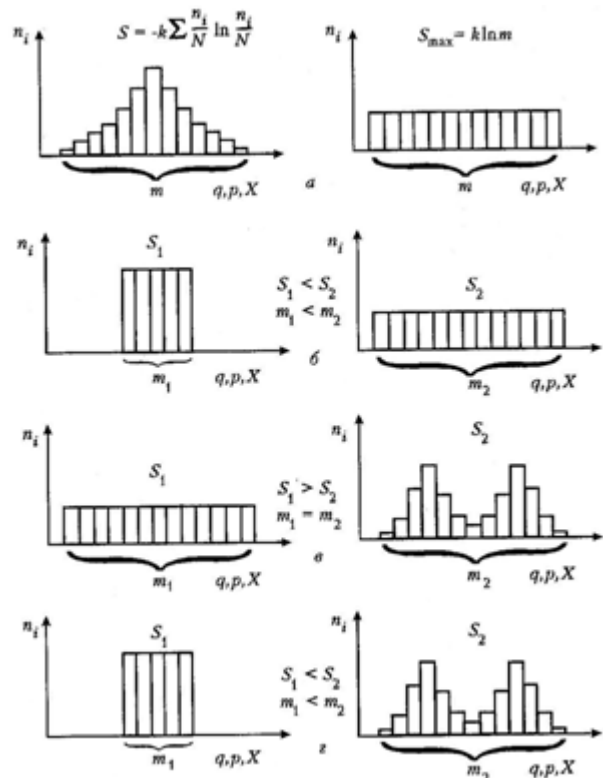 n_i
S = -k∑ n_i/N ln n_i/N
S_max = k ln m
m
q,p,X
а
m
q,p,X
n_i
S_1
S_1 < S_2
m_1 < m_2
n_i
S_2
m_1
q,p,X
б
m_2
q,p,X
n_i
S_1
S_1 > S_2
m_1 = m_2
n_i
S_2
m_1
q,p,X
в
m_2
q,p,X
n_i
S_1
S_1 < S_2
m_1 < m_2
n_i
S_2
m_1
q,p,X
г
m_2
q,p,X